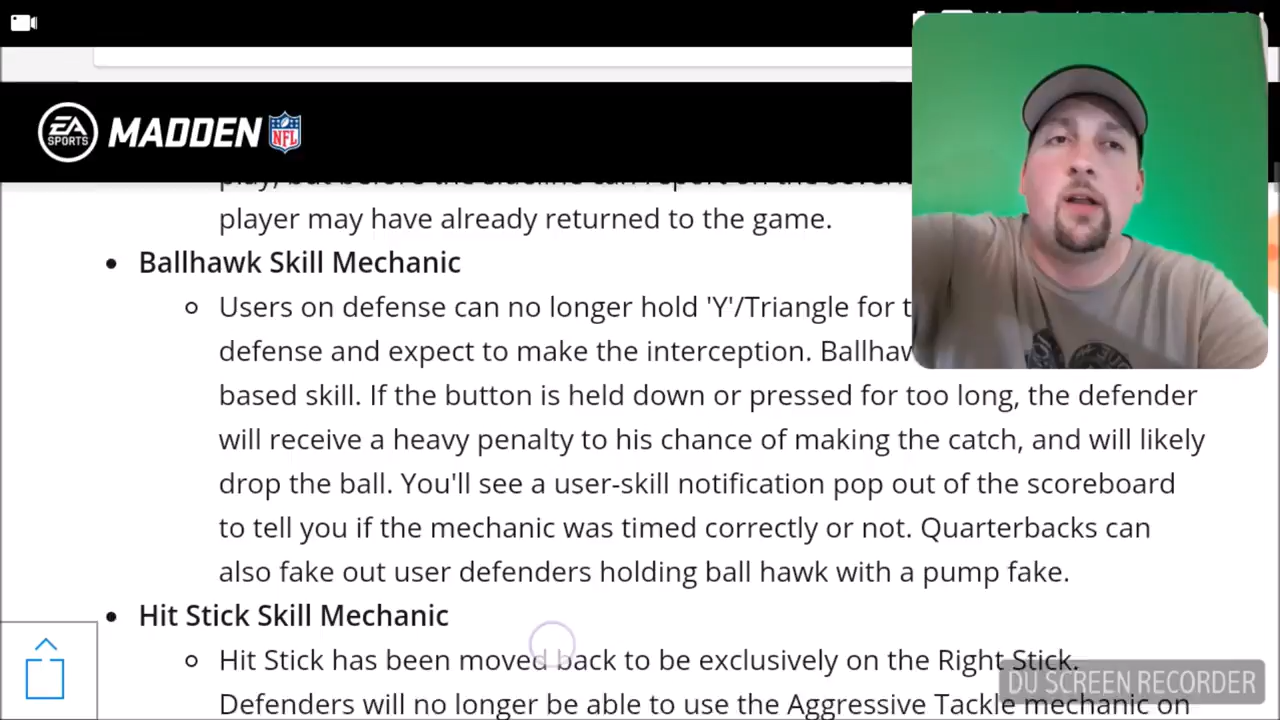 EA
SPORTS
MADDEN
NFL
player may have already returned to the game.
Ballhawk Skill Mechanic
Users on defense can no longer hold 'Y'/Triangle for
defense and expect to make the interception.
based skill. If the button is held down or pressed for too long, the defender
will receive a heavy penalty to his chance of making the catch, and will likely
drop the ball. You'll see a user-skill notification pop out of the scoreboard
to tell you if the mechanic was timed correctly or not. Quarterbacks can
also fake out user defenders holding ball hawk with a pump fake.
Hit Stick Skill Mechanic
Hit Stick has been moved back to be exclusively on the Right Stick.
DU SCREEN RECORDER
Defenders will no longer be able to use the Aggressive Tackle mechanic on